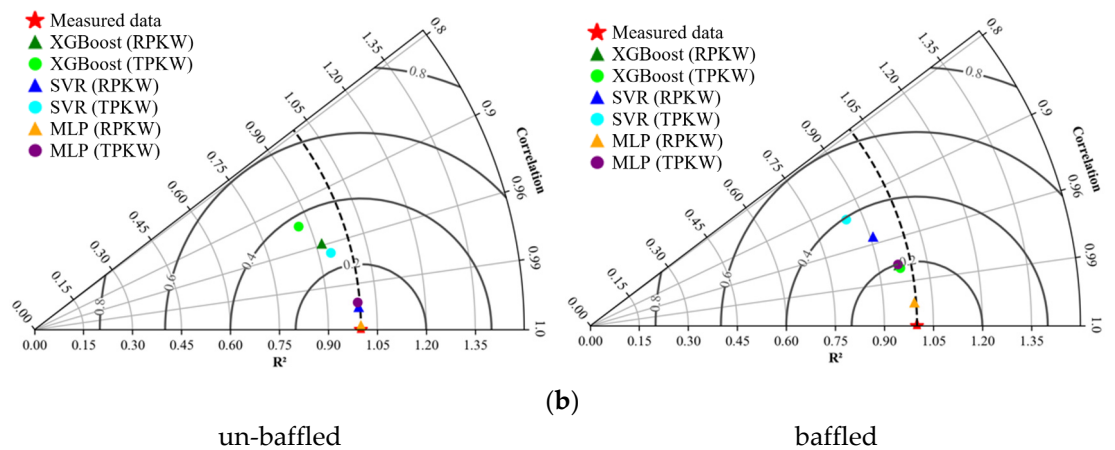 Measured data
XGBoost (RPKW)
XGBoost (TPKW)
SVR (RPKW)
SVR (TPKW)
MLP (RPKW)
MLP (TPKW)
0.00
0.15
0.30
0.45
0.60
0.75
0.90
1.05
1.20
1.35
0.8
0.9
0.96
0.99
1.0
Correlation
0.8
0.6
0.4
0.2
0.8
0.00
0.15
0.30
0.45
0.60
0.75
0.90
1.05
1.20
1.35
R²
Measured data
XGBoost (RPKW)
XGBoost (TPKW)
SVR (RPKW)
SVR (TPKW)
MLP (RPKW)
MLP (TPKW)
0.00
0.15
0.30
0.45
0.60
0.75
0.90
1.05
1.20
1.35
0.8
0.9
0.96
0.99
1.0
Correlation
0.8
0.6
0.4
0.8
0.00
0.15
0.30
0.45
0.60
0.75
0.90
1.05
1.20
1.35
R²
(b)
un-baffled
baffled